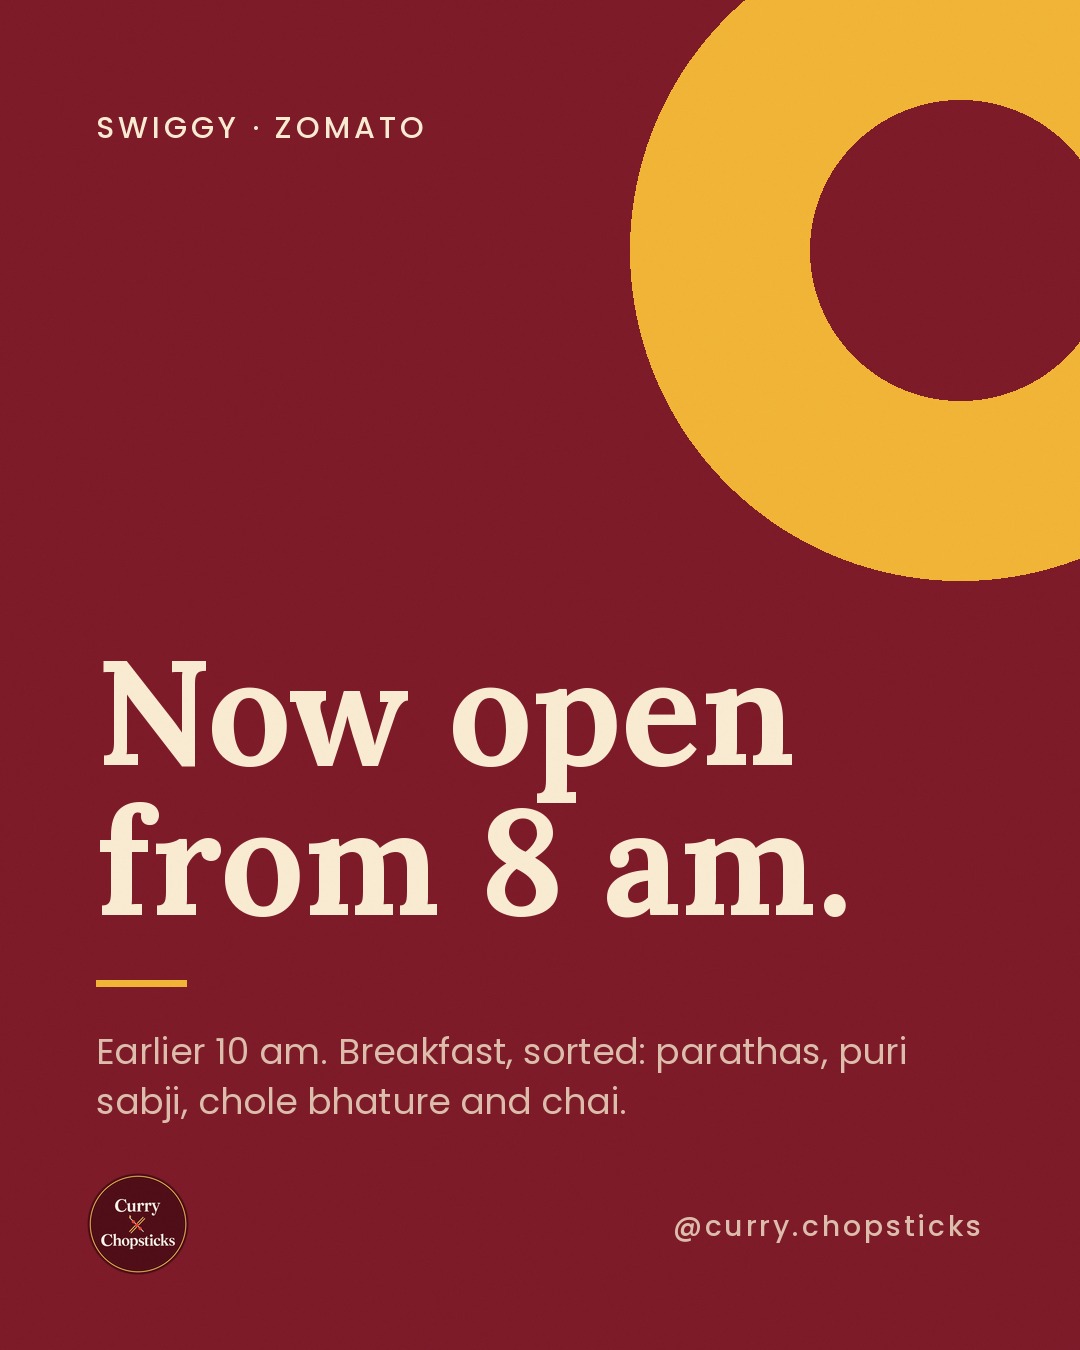 SWIGGY · ZOMATO
Now open
from 8 am.
Earlier 10 am. Breakfast, sorted: parathas, puri
sabji, chole bhature and chai.
Curry
Chopsticks
@curry.chopsticks